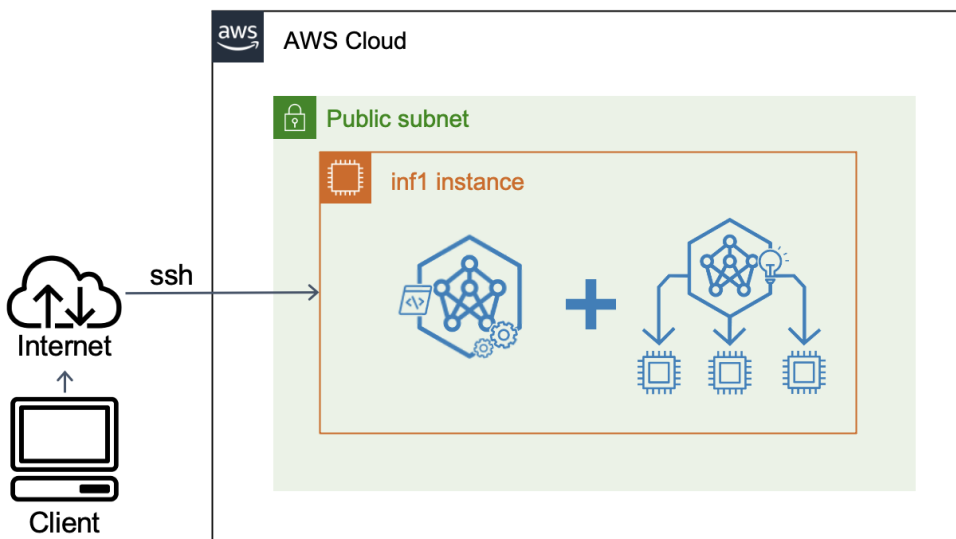 aws
AWS Cloud
Public subnet
inf1 instance
ssh
Internet
Client